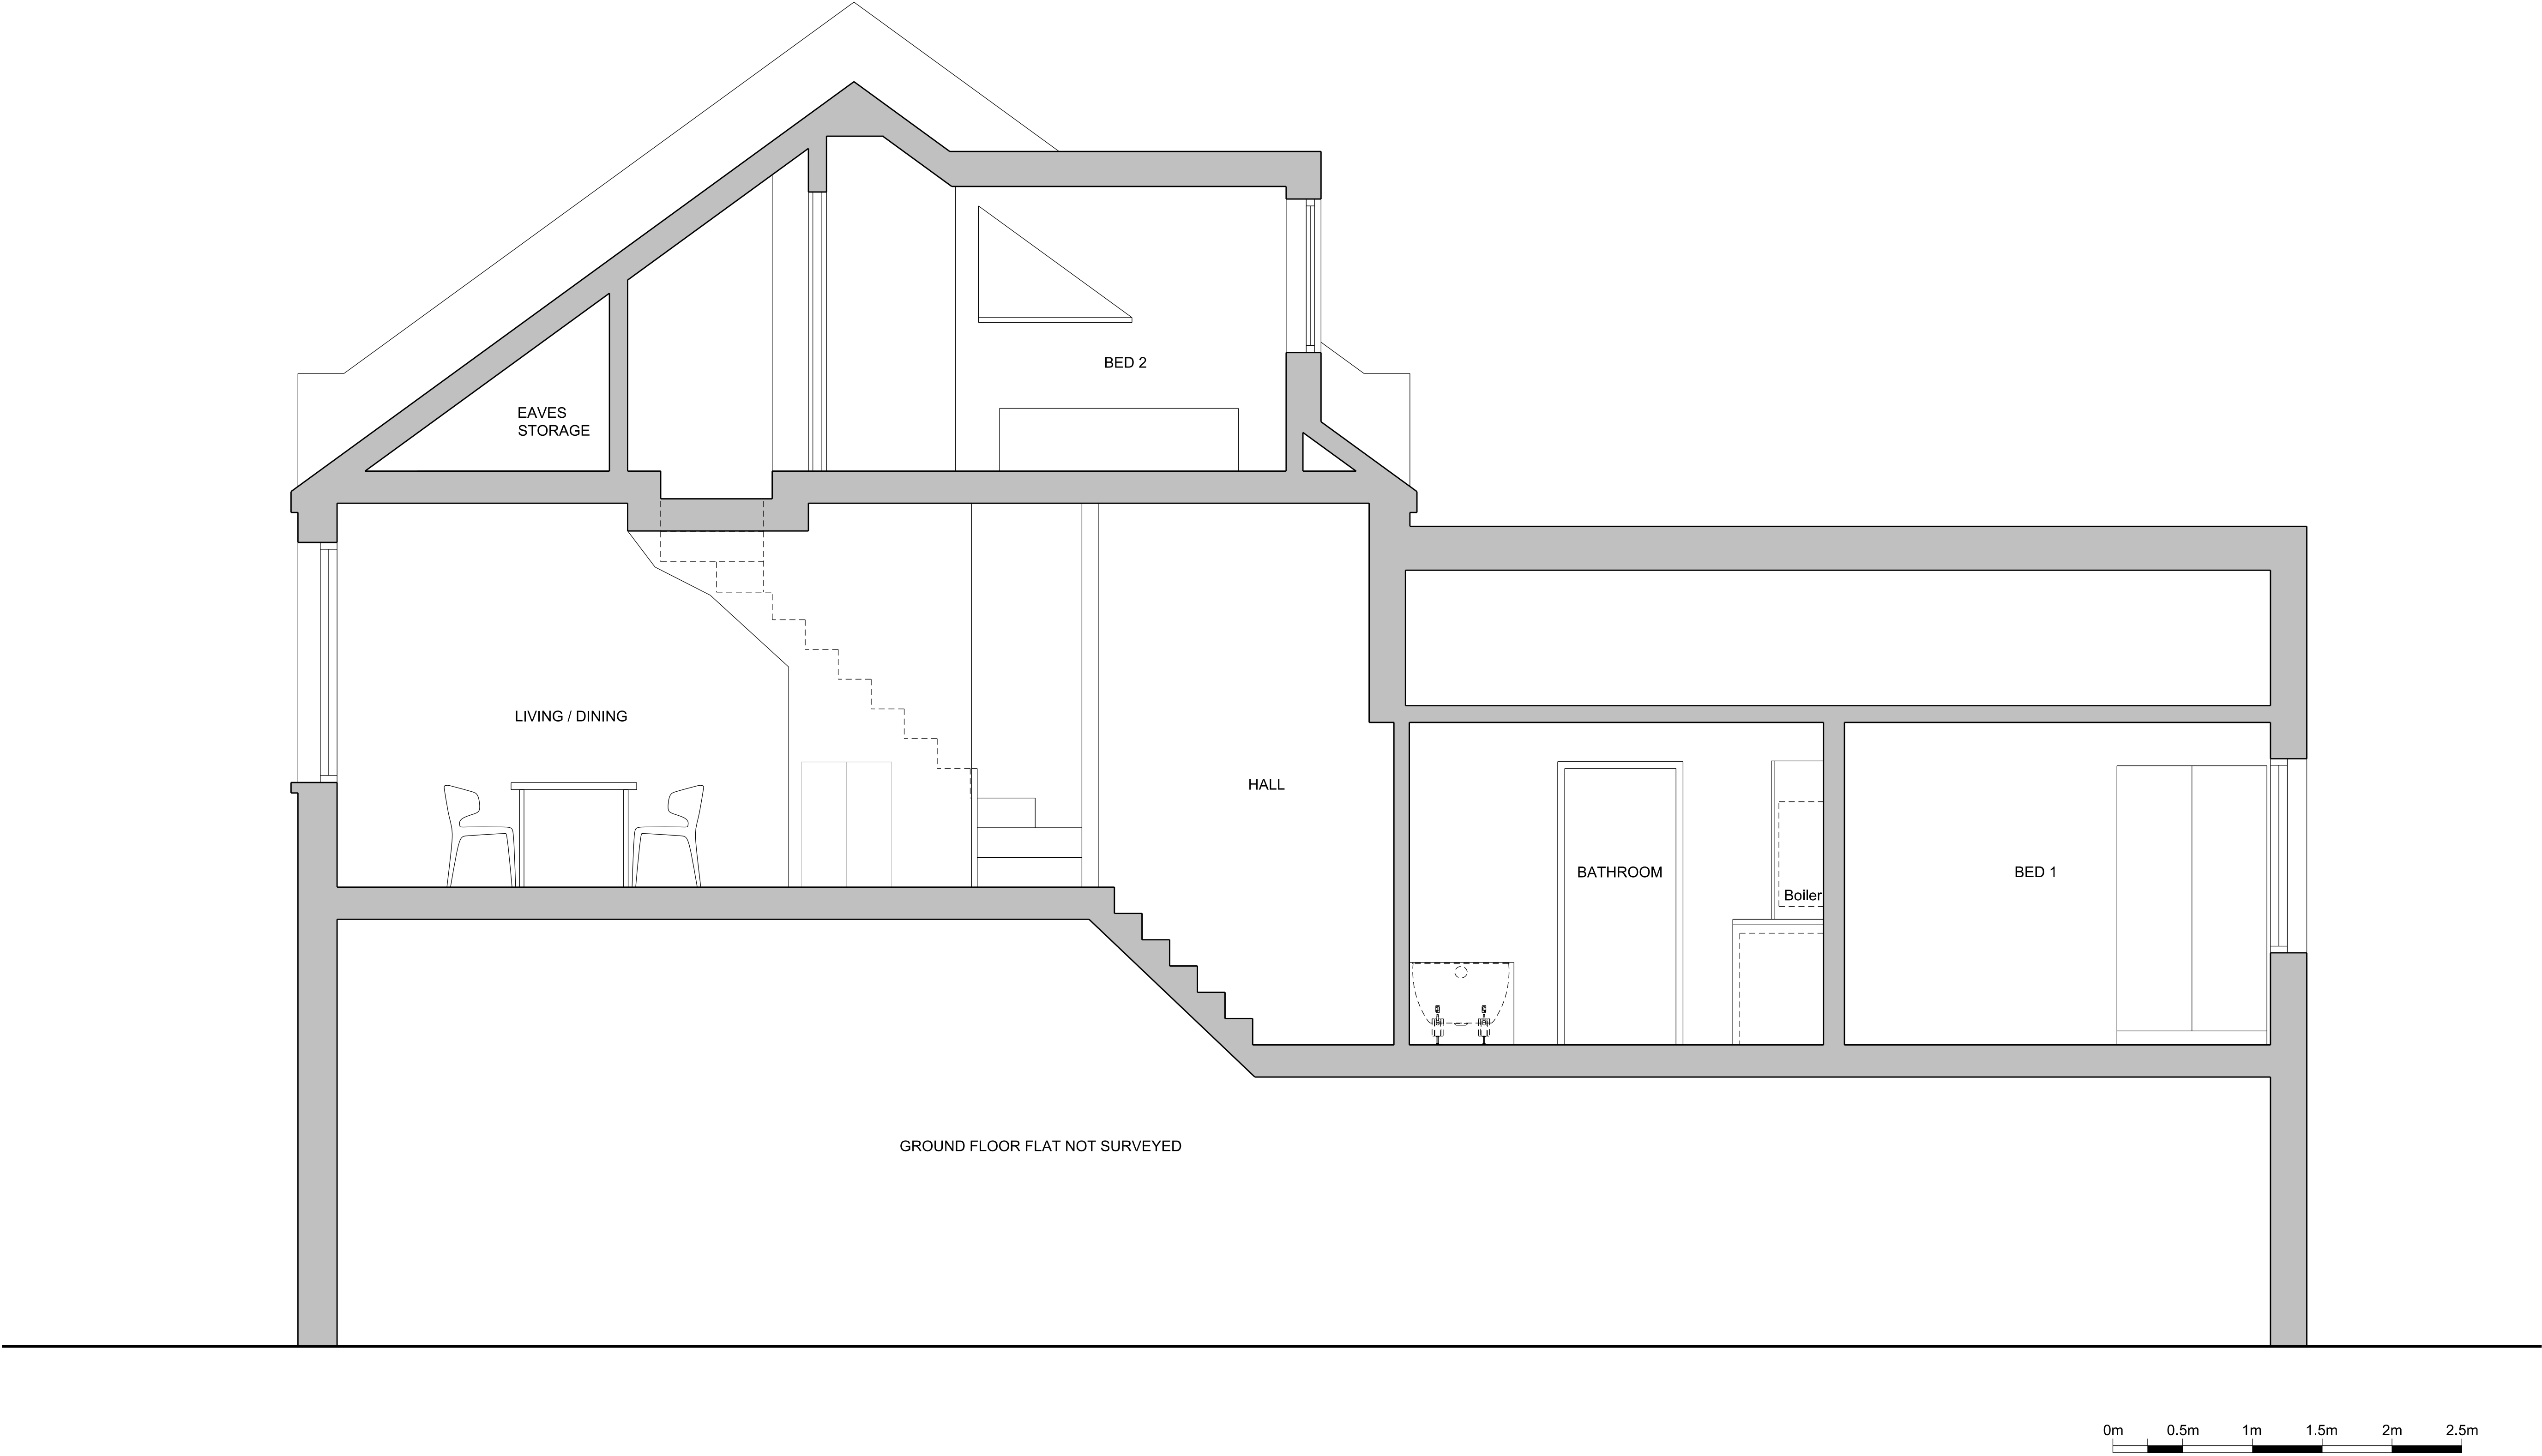 BED 2
EAVES
STORAGE
LIVING / DINING
HALL
BATHROOM
Boiler
BED 1
GROUND FLOOR FLAT NOT SURVEYED
0m 0.5m 1m 1.5m 2m 2.5m